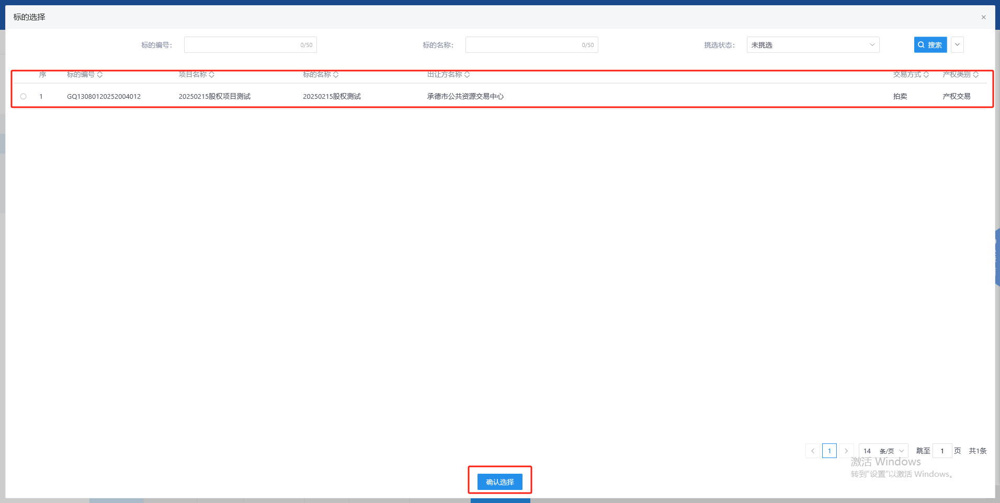 标的选择
×
标的编号： 0/50 标的名称： 0/50 挑选状态： 未挑选 搜索
序 标的编号 项目名称 标的名称 出让方名称 交易方式 产权类别
1 GQ13080120252004012 20250215股权项目测试 20250215股权测试 承德市公共资源交易中心 拍卖 产权交易
1 14 条/页 跳至 1 页 共1条
激活 Windows
转到“设置”以激活 Windows。
确认选择